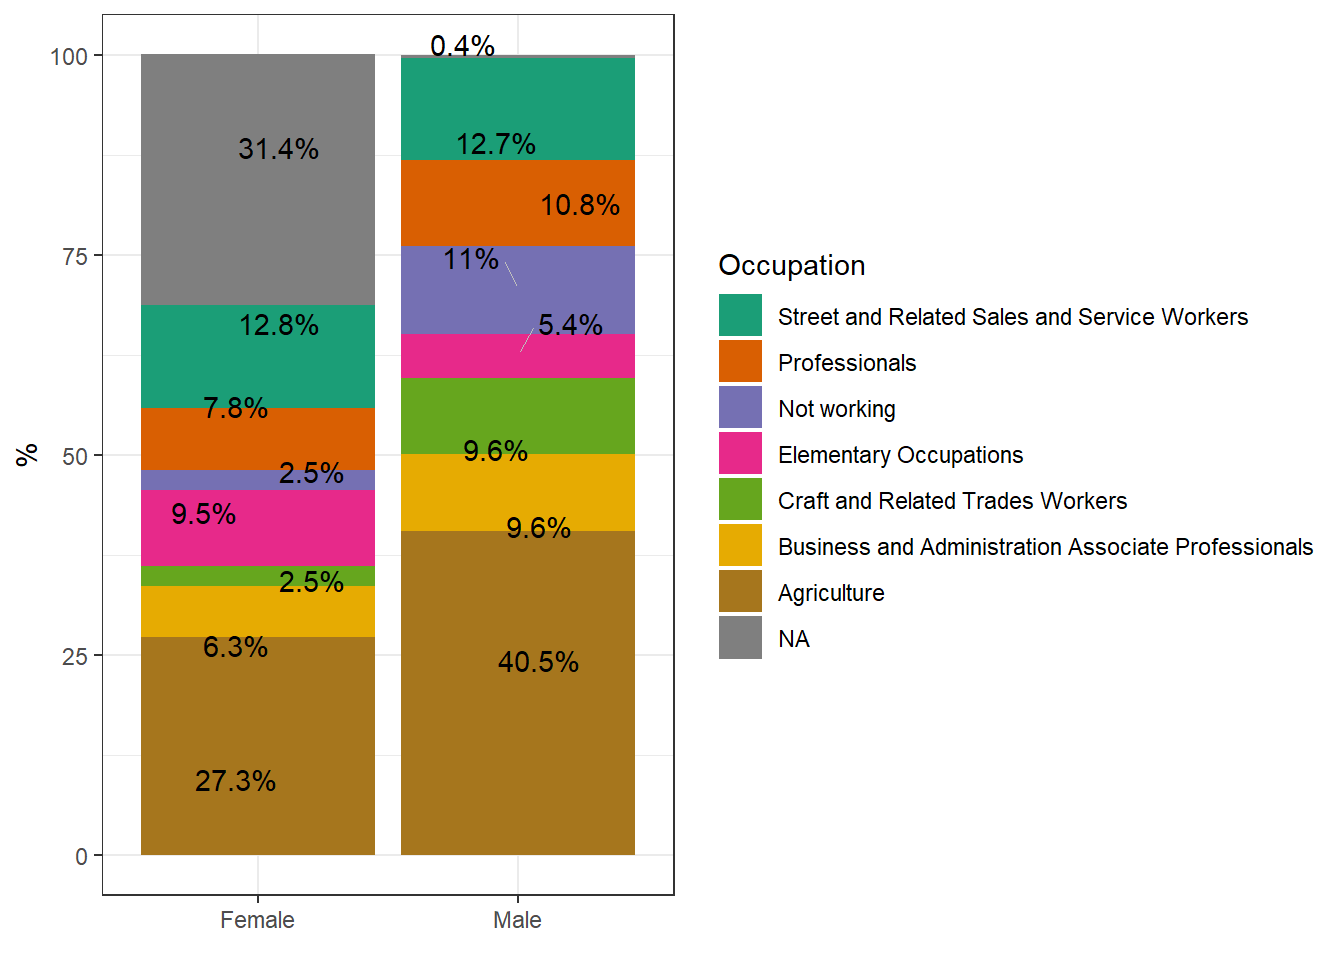 100
75
50
25
0
%
31.4%
12.8%
7.8%
2.5%
9.5%
2.5%
6.3%
27.3%
0.4%
12.7%
10.8%
11%
5.4%
9.6%
9.6%
40.5%
Female
Male
Occupation
Street and Related Sales and Service Workers
Professionals
Not working
Elementary Occupations
Craft and Related Trades Workers
Business and Administration Associate Professionals
Agriculture
NA